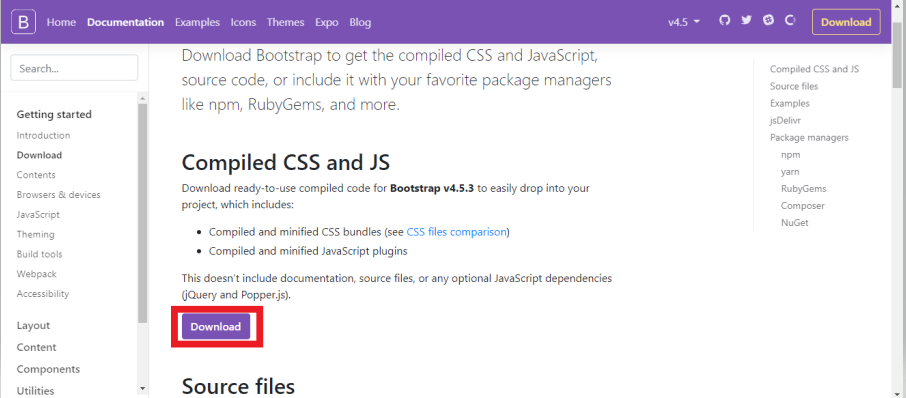 B Home Documentation Examples Icons Themes Expo Blog v4.5 Download
Search...
Getting started
Introduction
Download
Contents
Browsers & devices
JavaScript
Theming
Build tools
Webpack
Accessibility
Layout
Content
Components
Utilities
Download Bootstrap to get the compiled CSS and JavaScript,
source code, or include it with your favorite package managers
like npm, RubyGems, and more.
Compiled CSS and JS
Download ready-to-use compiled code for Bootstrap v4.5.3 to easily drop into your
project, which includes:
• Compiled and minified CSS bundles (see CSS files comparison)
• Compiled and minified JavaScript plugins
This doesn't include documentation, source files, or any optional JavaScript dependencies
(jQuery and Popper.js).
Download
Source files
Compiled CSS and JS
Source files
Examples
jsDelivr
Package managers
npm
yarn
RubyGems
Composer
NuGet